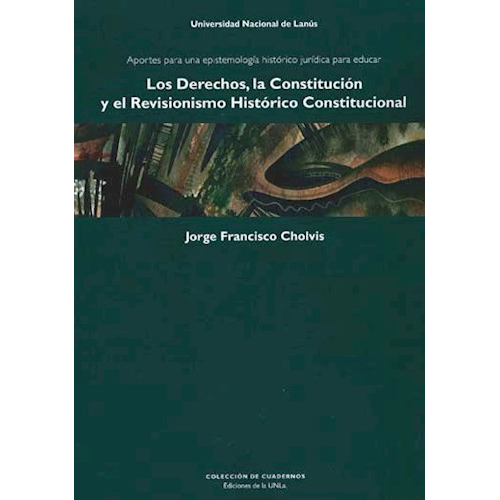 Universidad Nacional de Lanús
Aportes para una epistemología histórico jurídica para educar
Los Derechos, la Constitución
y el Revisionismo Histórico Constitucional
Jorge Francisco Cholvis
COLECCIÓN DE CUADERNOS
Ediciones de la UNLa.